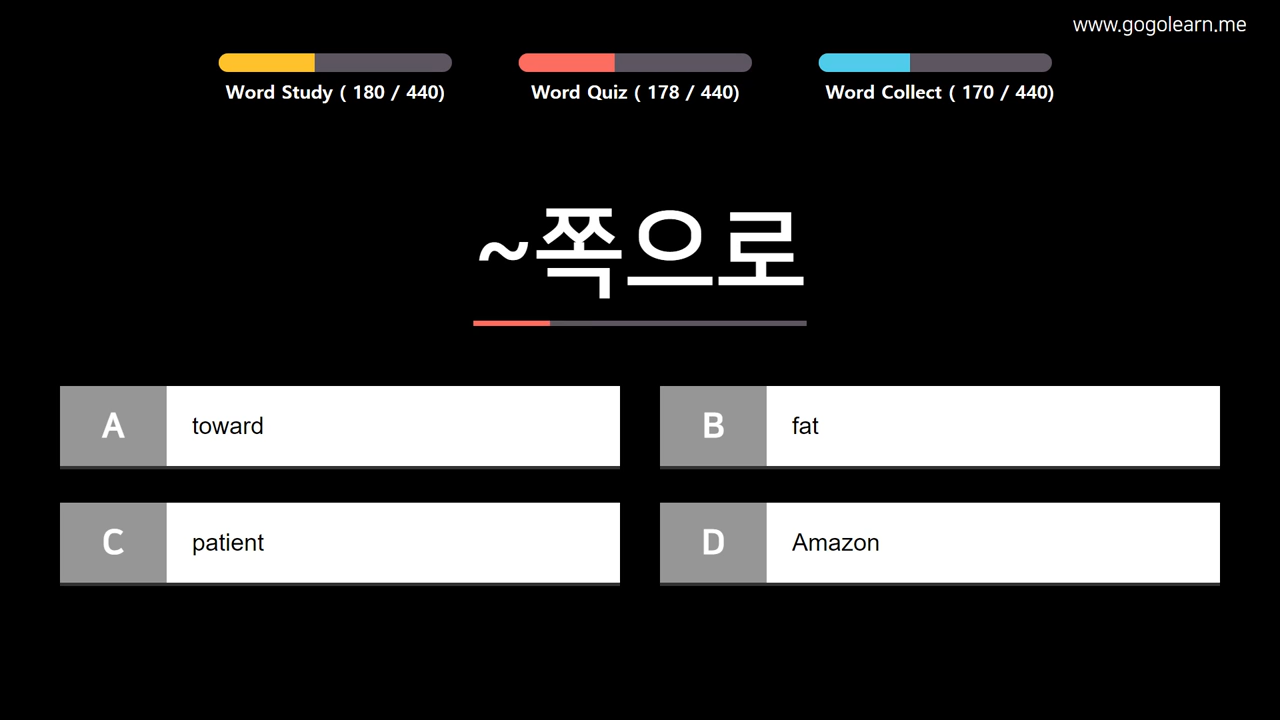 www.gogolearn.me
Word Study ( 180 / 440)
Word Quiz ( 178 / 440)
Word Collect ( 170 / 440)
~쪽으로
A toward
B fat
C patient
D Amazon